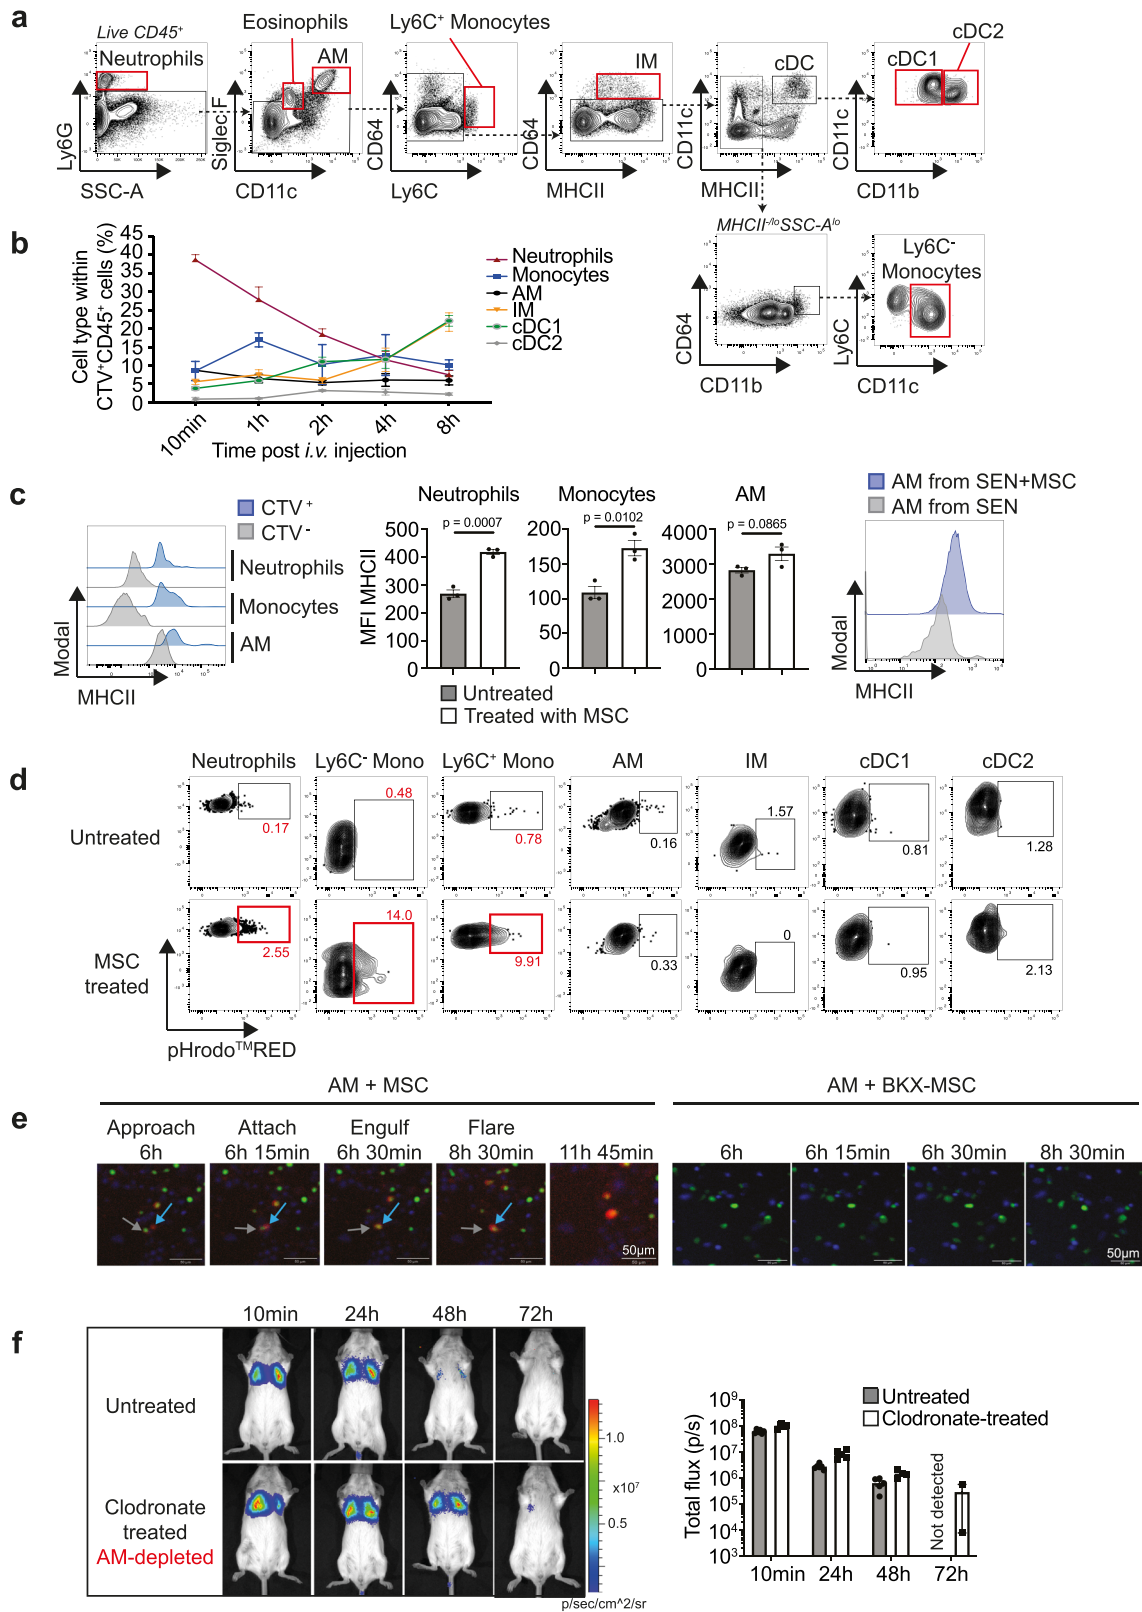 a
Live CD45+
Neutrophils
Eosinophils
AM
Ly6C+ Monocytes
IM
cDC
cDC1
cDC2
Ly6G
SSC-A
Siglec-F
CD11c
CD64
Ly6C
CD64
MHCII
CD11c
MHCII
CD11c
CD11b
MHCII-/loSSC-Alo
CD64
CD11b
Ly6C-
Monocytes
Ly6C
CD11c
b
Cell type within
CTV+CD45+ cells (%)
45
40
35
30
25
20
15
10
5
0
10min
1h
2h
4h
8h
Time post i.v. injection
Neutrophils
Monocytes
AM
IM
cDC1
cDC2
c
CTV +
CTV -
Neutrophils
Monocytes
AM
Modal
MHCII
Neutrophils
Monocytes
AM
MFI MHCII
500
400
300
200
100
0
p = 0.0007
200
150
100
50
0
p = 0.0102
4000
3000
2000
1000
0
p = 0.0865
Untreated
Treated with MSC
AM from SEN+MSC
AM from SEN
Modal
MHCII
d
Neutrophils
Ly6C- Mono
Ly6C+ Mono
AM
IM
cDC1
cDC2
Untreated
0.17
0.48
0.78
0.16
1.57
0.81
1.28
MSC
treated
2.55
14.0
9.91
0.33
0
0.95
2.13
pHrodoTMRED
e
AM + MSC
AM + BKX-MSC
Approach
6h
Attach
6h 15min
Engulf
6h 30min
Flare
8h 30min
11h 45min
6h
6h 15min
6h 30min
8h 30min
50µm
50µm
f
10min
24h
48h
72h
Untreated
Clodronate
treated
AM-depleted
1.0
x10⁷
0.5
p/sec/cm^2/sr
Untreated
Clodronate-treated
Total flux (p/s)
10⁹
10⁸
10⁷
10⁶
10⁵
10⁴
10³
Not detected
10min
24h
48h
72h